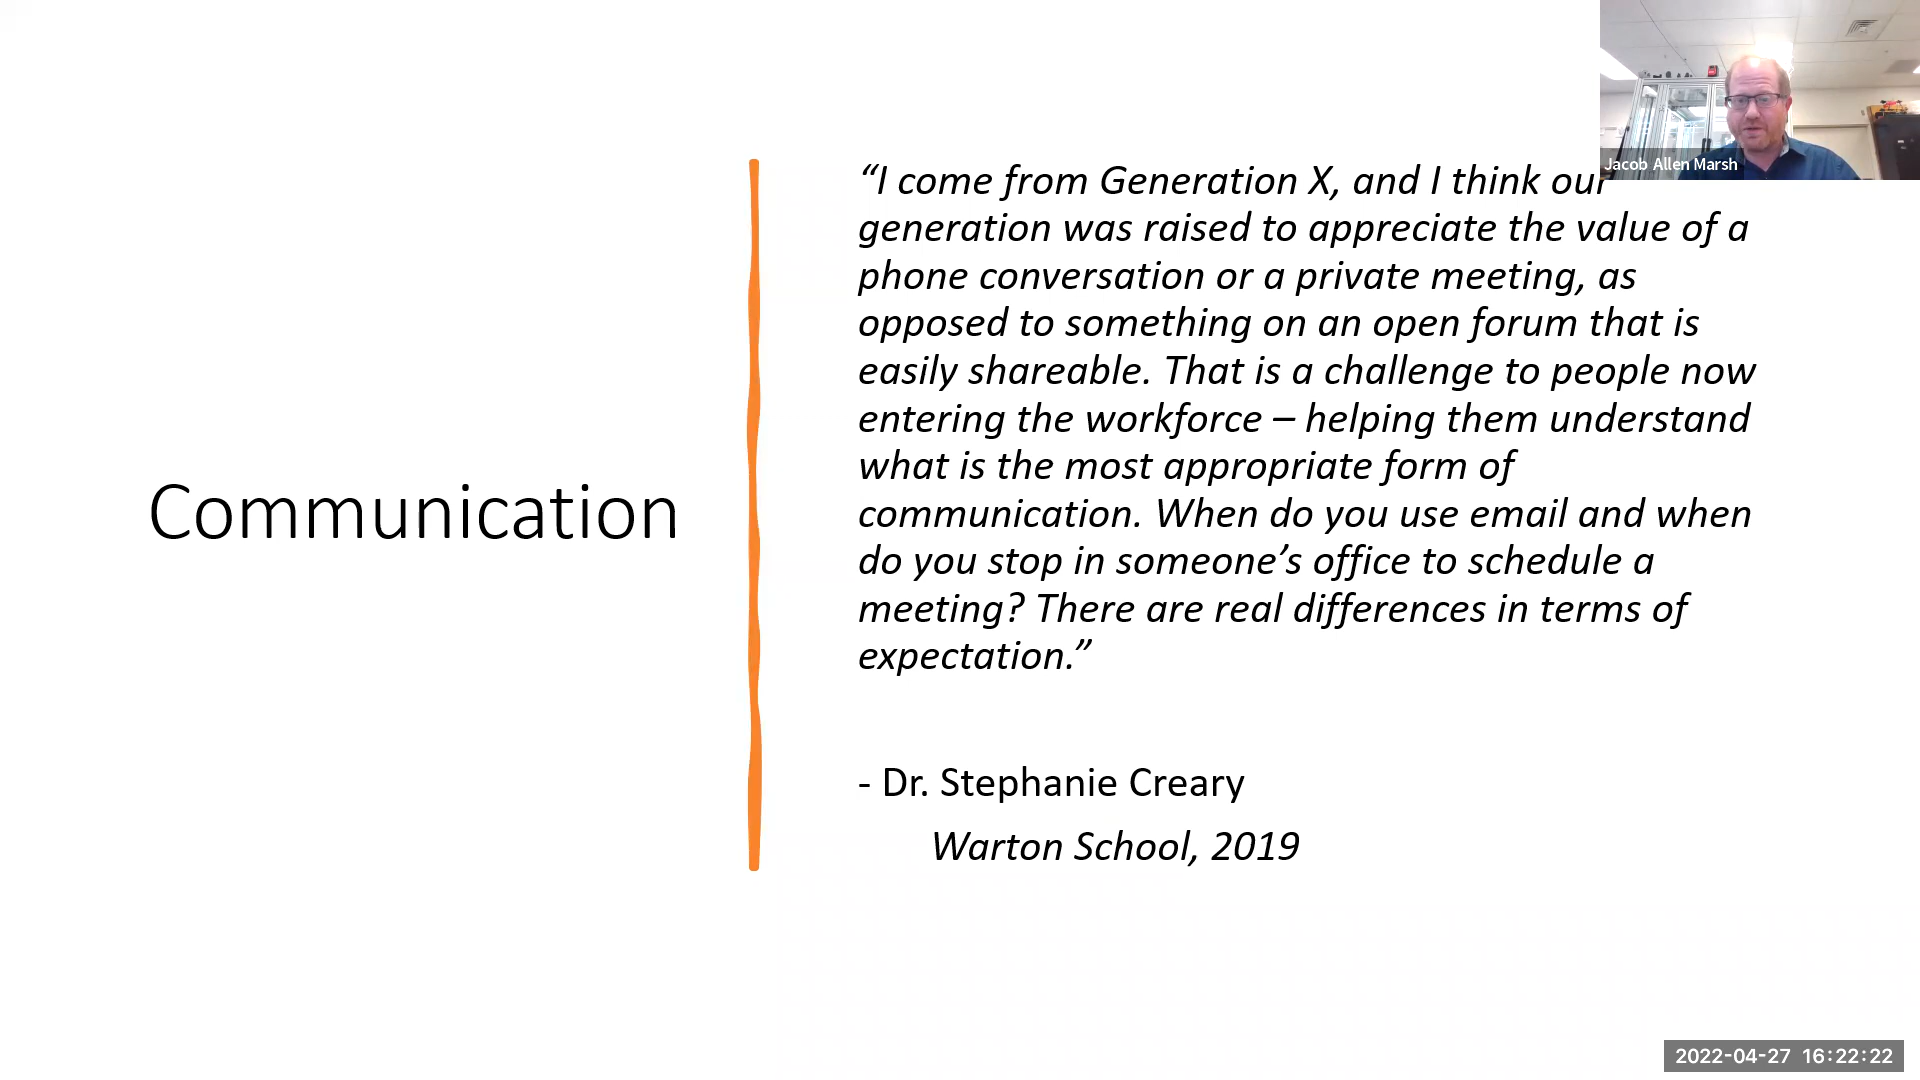 Jacob Allen Marsh
Communication
“I come from Generation X, and I think our
generation was raised to appreciate the value of a
phone conversation or a private meeting, as
opposed to something on an open forum that is
easily shareable. That is a challenge to people now
entering the workforce – helping them understand
what is the most appropriate form of
communication. When do you use email and when
do you stop in someone’s office to schedule a
meeting? There are real differences in terms of
expectation.”
- Dr. Stephanie Creary
Warton School, 2019
2022-04-27 16:22:22